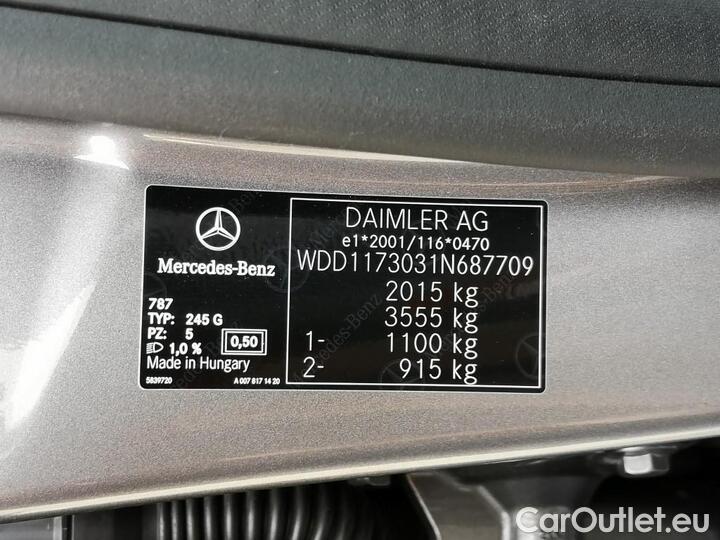 Mercedes-Benz
787
TYP: 245 G
PZ: 5
1,0 %
0,50
Made in Hungary
5839720
A 007 817 14 20
DAIMLER AG
e1*2001/116*0470
WDD1173031N687709
2015 kg
3555 kg
1- 1100 kg
2- 915 kg
CarOutlet.eu